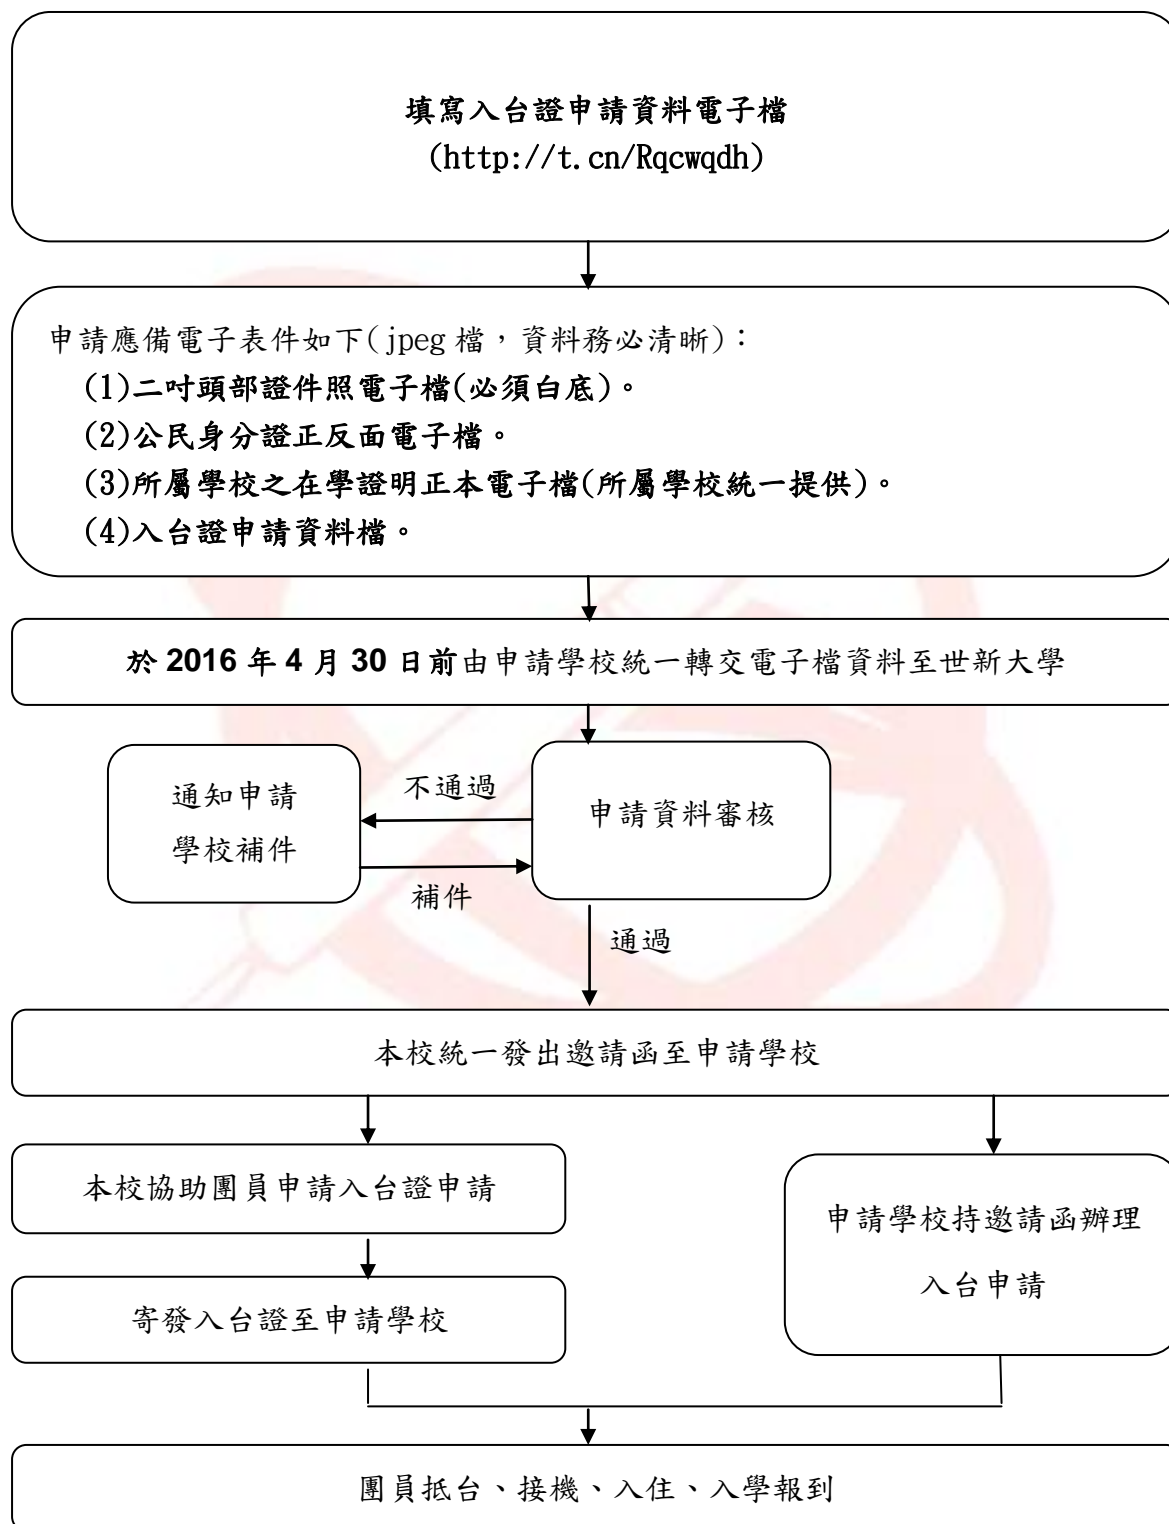 填寫入台證申請資料電子檔
(http://t.cn/Rqcwqdh)
申請應備電子表件如下(jpeg 檔，資料務必清晰)：
(1)二吋頭部證件照電子檔(必須白底)。
(2)公民身分證正反面電子檔。
(3)所屬學校之在學證明正本電子檔(所屬學校統一提供)。
(4)入台證申請資料檔。
於 2016 年 4 月 30 日前由申請學校統一轉交電子檔資料至世新大學
通知申請
學校補件
不通過
補件
申請資料審核
通過
本校統一發出邀請函至申請學校
本校協助團員申請入台證申請
寄發入台證至申請學校
申請學校持邀請函辦理
入台申請
團員抵台、接機、入住、入學報到